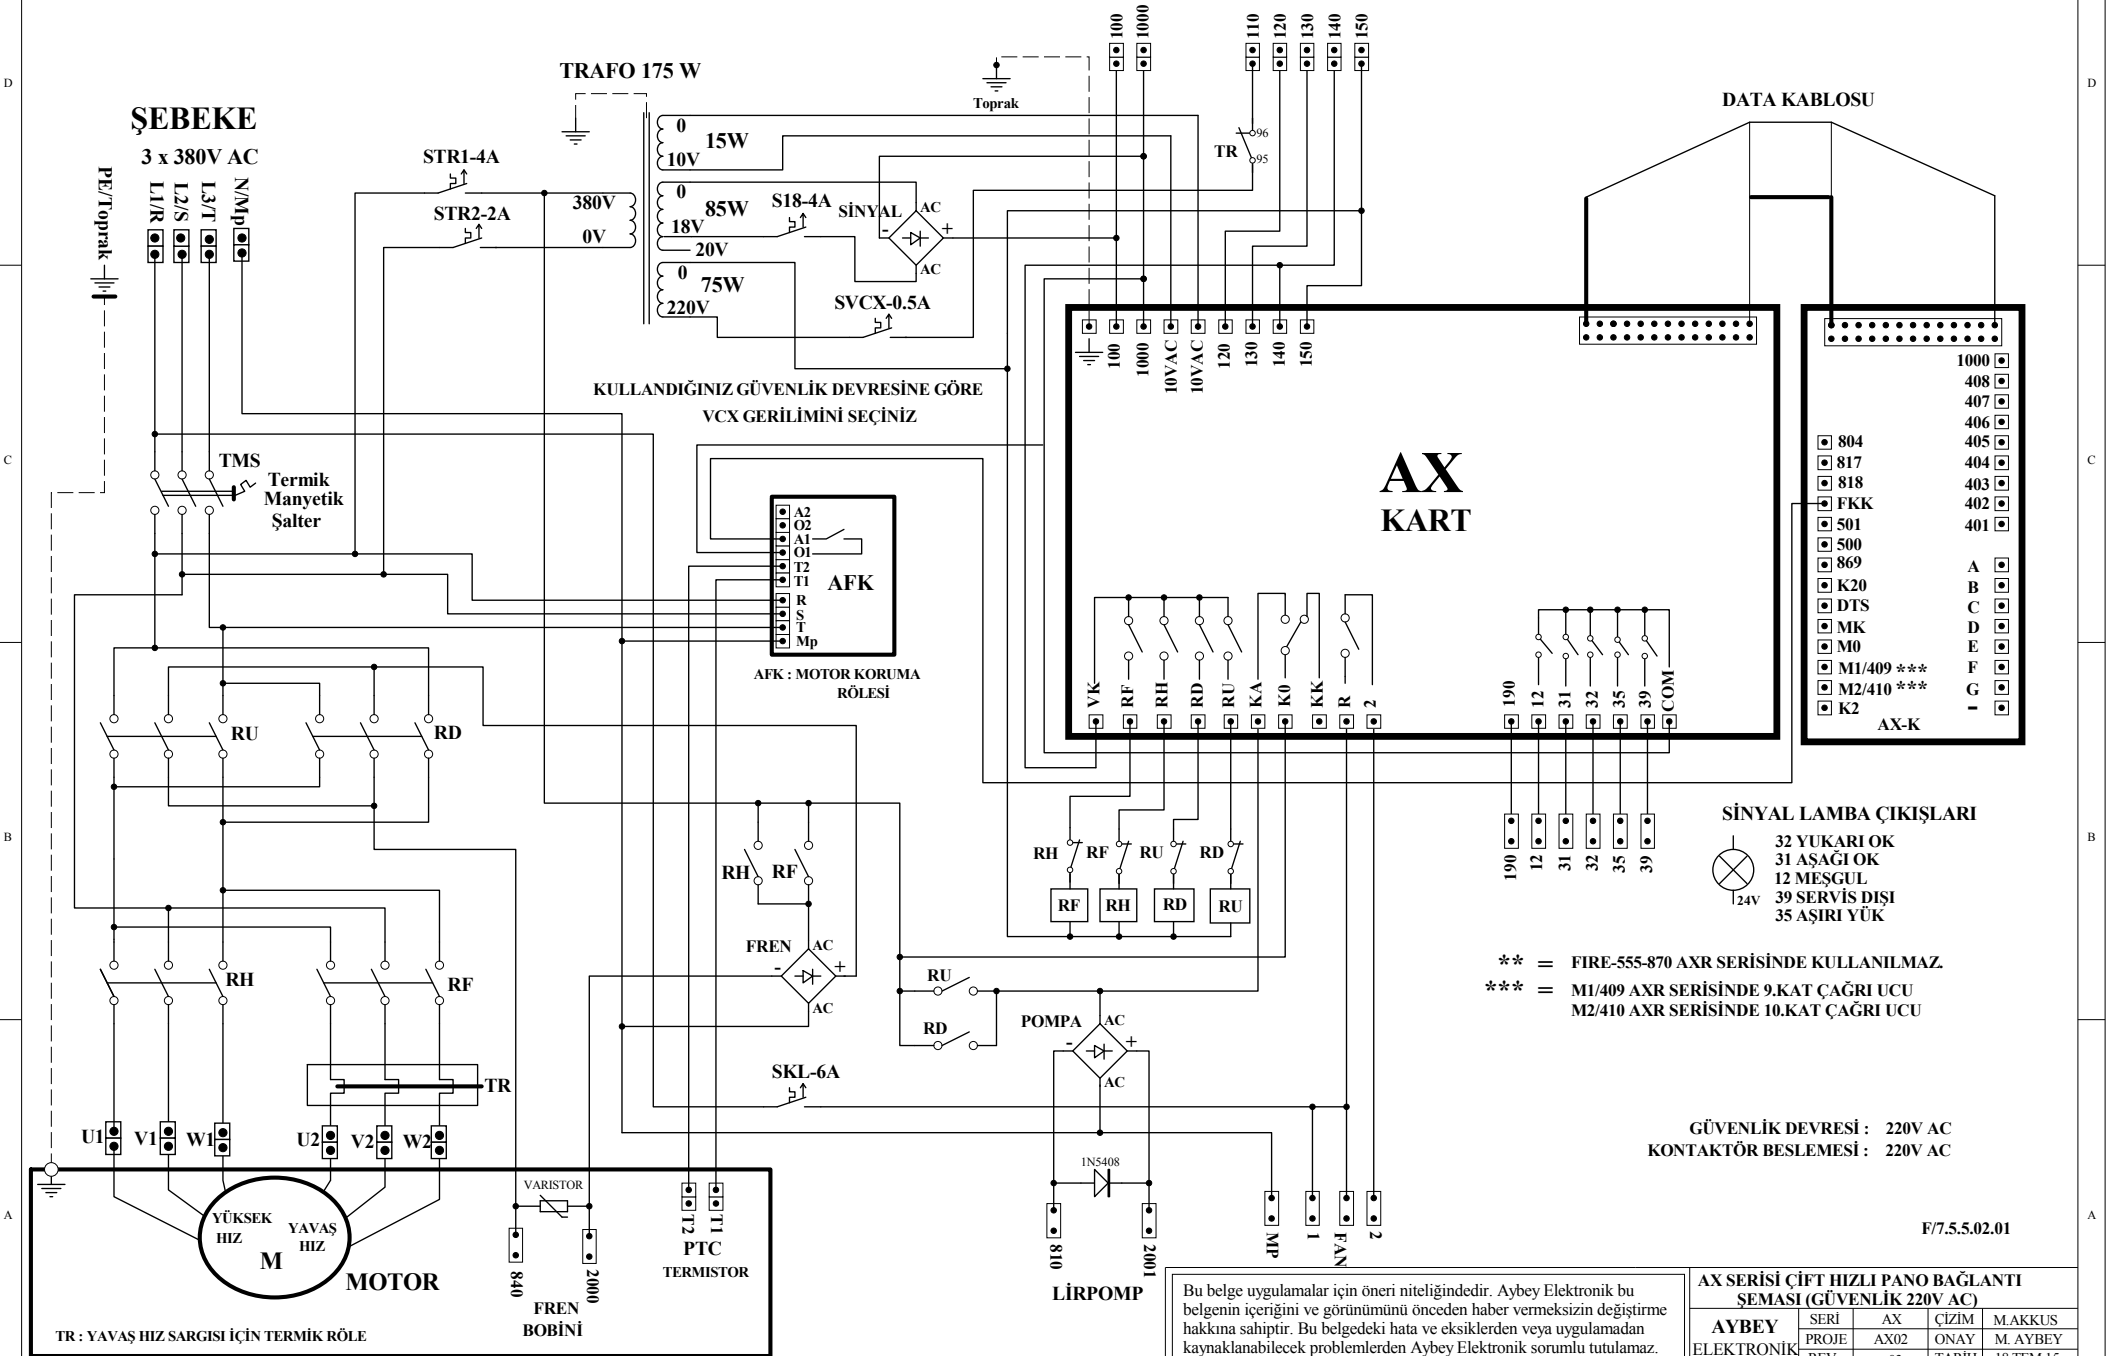 100
1000
110
120
130
140
150
D
D
TRAFO 175 W
ŞEBEKE
3 x 380V AC
PE/Toprak
L1/R
L2/S
L3/T
N/Mp
STR1-4A
STR2-2A
380V
0V
0
15W
10V
0
85W
18V
20V
0
75W
220V
S18-4A
SİNYAL
AC
-
+
AC
SVCX-0.5A
Toprak
TR
96
95
DATA KABLOSU
KULLANDIĞINIZ GÜVENLİK DEVRESİNE GÖRE
VCX GERİLİMİNİ SEÇİNİZ
100
1000
10VAC
10VAC
120
130
140
150
AX
KART
1000
408
407
406
405
404
403
402
401
A
B
C
D
E
F
G
-
804
817
818
FKK
501
500
869
K20
DTS
MK
M0
M1/409 ***
M2/410 ***
K2
AX-K
C
C
TMS
Termik
Manyetik
Şalter
A2
O2
A1
O1
T2
T1
R
S
T
Mp
AFK
AFK : MOTOR KORUMA
RÖLESİ
VK
RF
RH
RD
RU
KA
K0
KK
R
2
190
12
31
32
35
39
COM
RU
RD
B
B
RH
RF
RH
RF
RU
RD
RF
RH
RD
RU
190
12
31
32
35
39
SİNYAL LAMBA ÇIKIŞLARI
24V
32 YUKARI OK
31 AŞAĞI OK
12 MEŞGUL
39 SERVİS DIŞI
35 AŞIRI YÜK
** = FIRE-555-870 AXR SERİSİNDE KULLANILMAZ.
*** = M1/409 AXR SERİSİNDE 9.KAT ÇAĞRI UCU
M2/410 AXR SERİSİNDE 10.KAT ÇAĞRI UCU
RH
RF
FREN
AC
-
+
AC
RU
RD
POMPA
AC
-
+
AC
SKL-6A
TR
U1
V1
W1
U2
V2
W2
GÜVENLİK DEVRESİ : 220V AC
KONTAKTÖR BESLEMESİ : 220V AC
1N5408
VARISTOR
YÜKSEK
HIZ
YAVAŞ
HIZ
M
MOTOR
840
2000
FREN
BOBİNİ
T2
T1
PTC
TERMISTOR
810
2001
LİRPOMP
MP
1
FAN
2
A
A
F/7.5.5.02.01
TR : YAVAŞ HIZ SARGISI İÇİN TERMİK RÖLE
Bu belge uygulamalar için öneri niteliğindedir. Aybey Elektronik bu
belgenin içeriğini ve görünümünü önceden haber vermeksizin değiştirme
hakkına sahiptir. Bu belgedeki hata ve eksiklerden veya uygulamadan
kaynaklanabilecek problemlerden Aybey Elektronik sorumlu tutulamaz.
AX SERİSİ ÇİFT HIZLI PANO BAĞLANTI
ŞEMASI (GÜVENLİK 220V AC)
AYBEY
ELEKTRONİK
SERİ AX ÇİZİM M.AKKUS
PROJE AX02 ONAY M. AYBEY